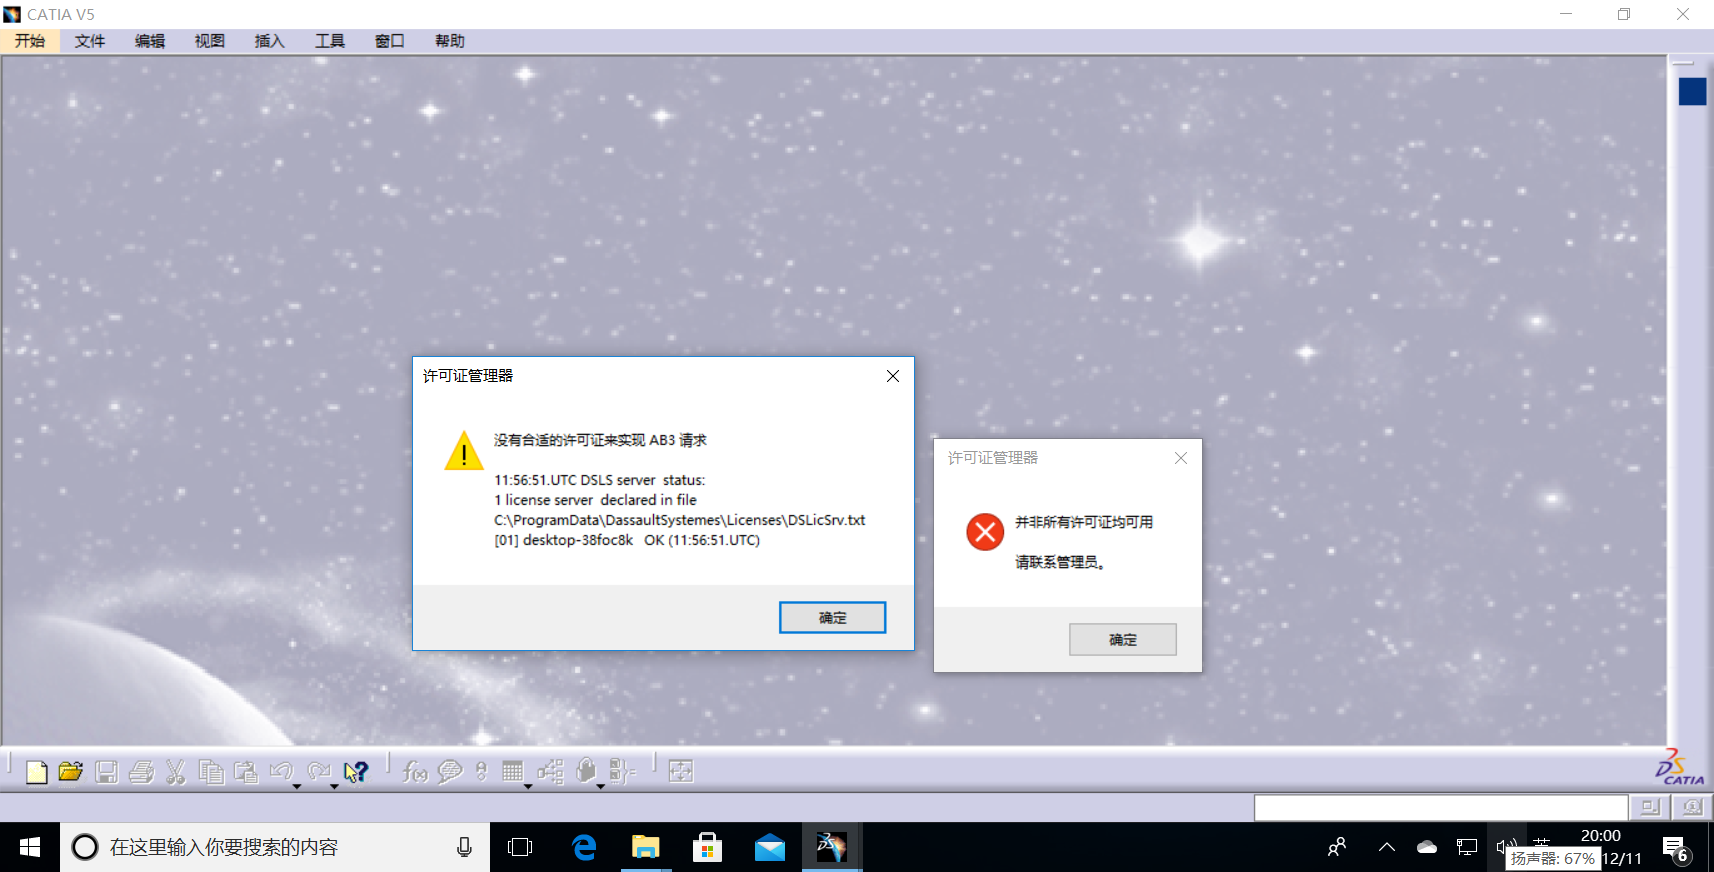 CATIA V5
开始 文件 编辑 视图 插入 工具 窗口 帮助
许可证管理器
没有合适的许可证来实现 AB3 请求
11:56:51.UTC DSLS server status:
1 license server declared in file
C:\ProgramData\DassaultSystemes\Licenses\DSLicSrv.txt
[01] desktop-38foc8k OK (11:56:51.UTC)
确定
许可证管理器
并非所有许可证均可用
请联系管理员。
确定
f(x)
DS CATIA
在这里输入你要搜索的内容
20:00
扬声器: 67%
12/11
6